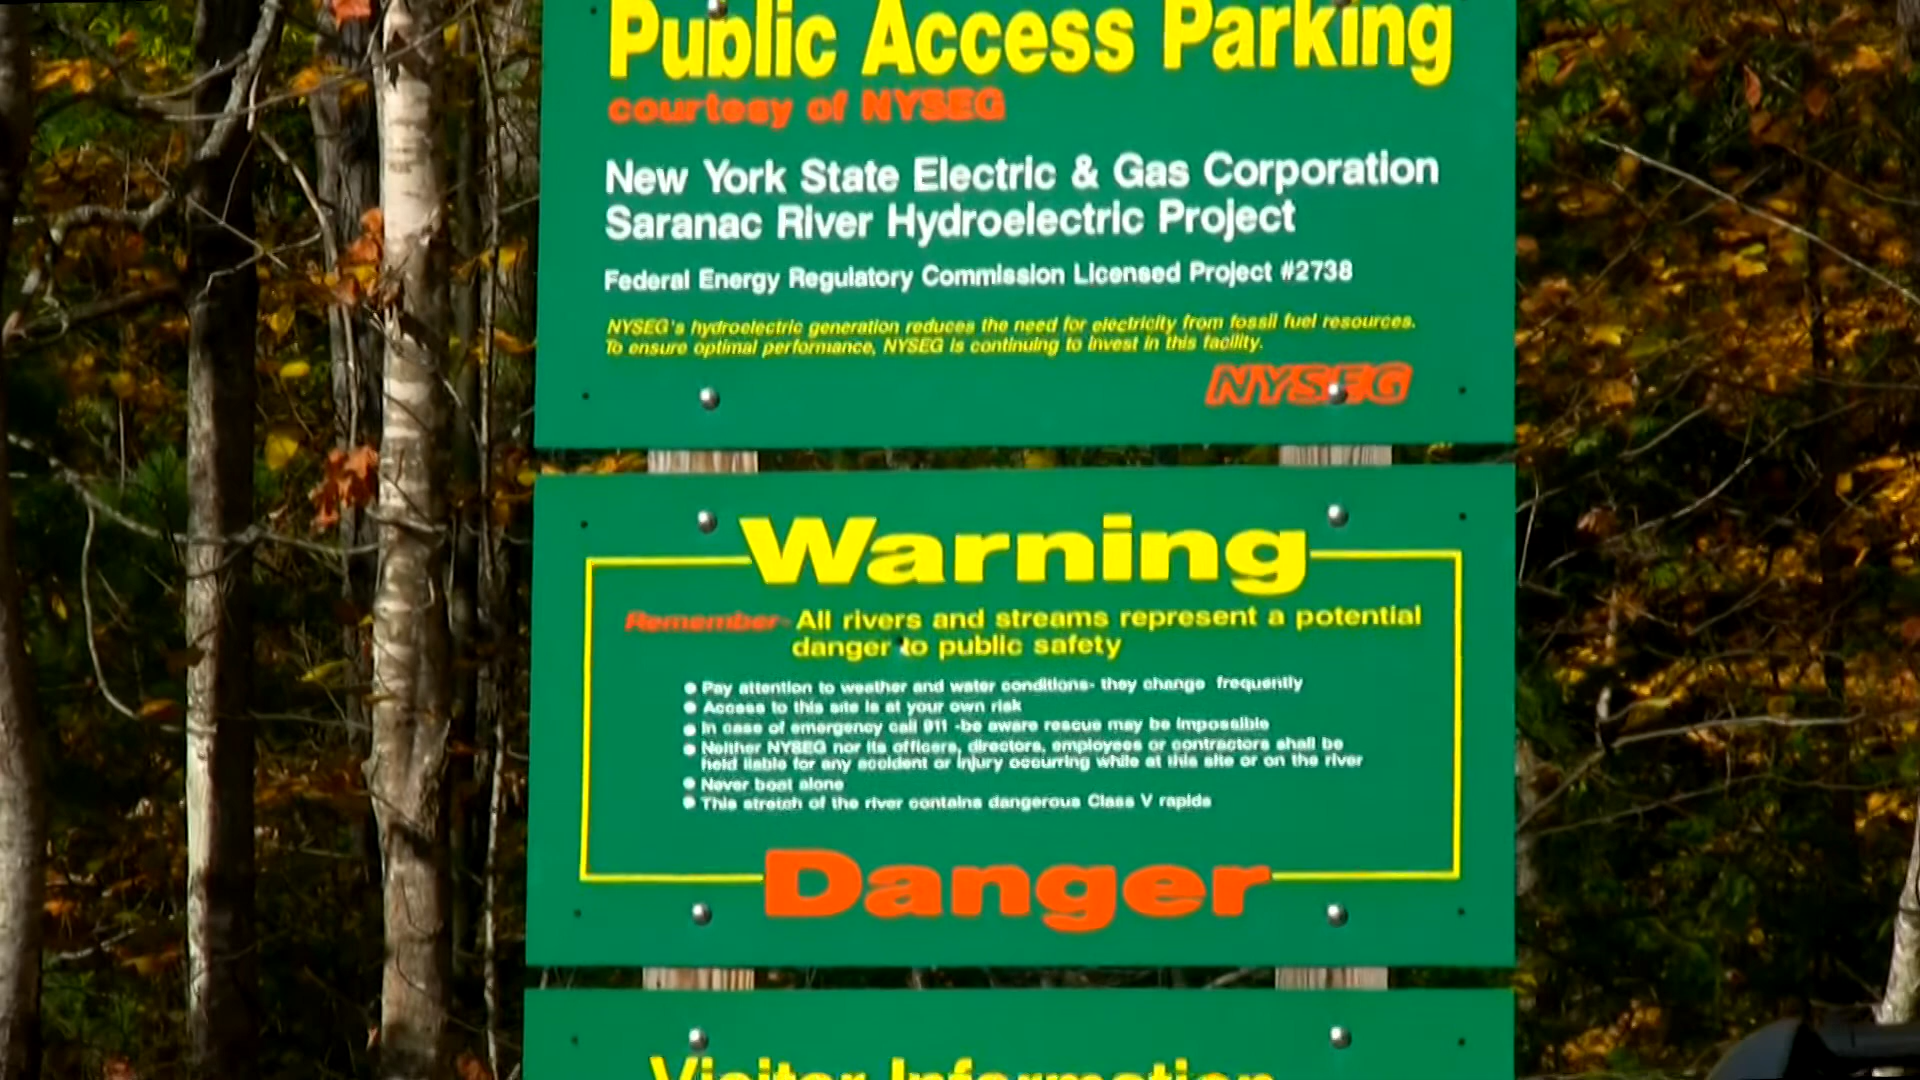 Public Access Parking
courtesy of NYSEG
New York State Electric & Gas Corporation
Saranac River Hydroelectric Project
Federal Energy Regulatory Commission Licensed Project #2738
NYSEG's hydroelectric generation reduces the need for electricity from fossil fuel resources.
To ensure optimal performance, NYSEG is continuing to invest in this facility.
NYSEG
Warning
Remember- All rivers and streams represent a potential
danger to public safety
● Pay attention to weather and water conditions- they change frequently
● Access to this site is at your own risk
● In case of emergency call 911 -be aware rescue may be impossible
● Neither NYSEG nor its officers, directors, employees or contractors shall be
held liable for any accident or injury occurring while at this site or on the river
● Never boat alone
● This stretch of the river contains dangerous Class V rapids
Danger
Visitor Information